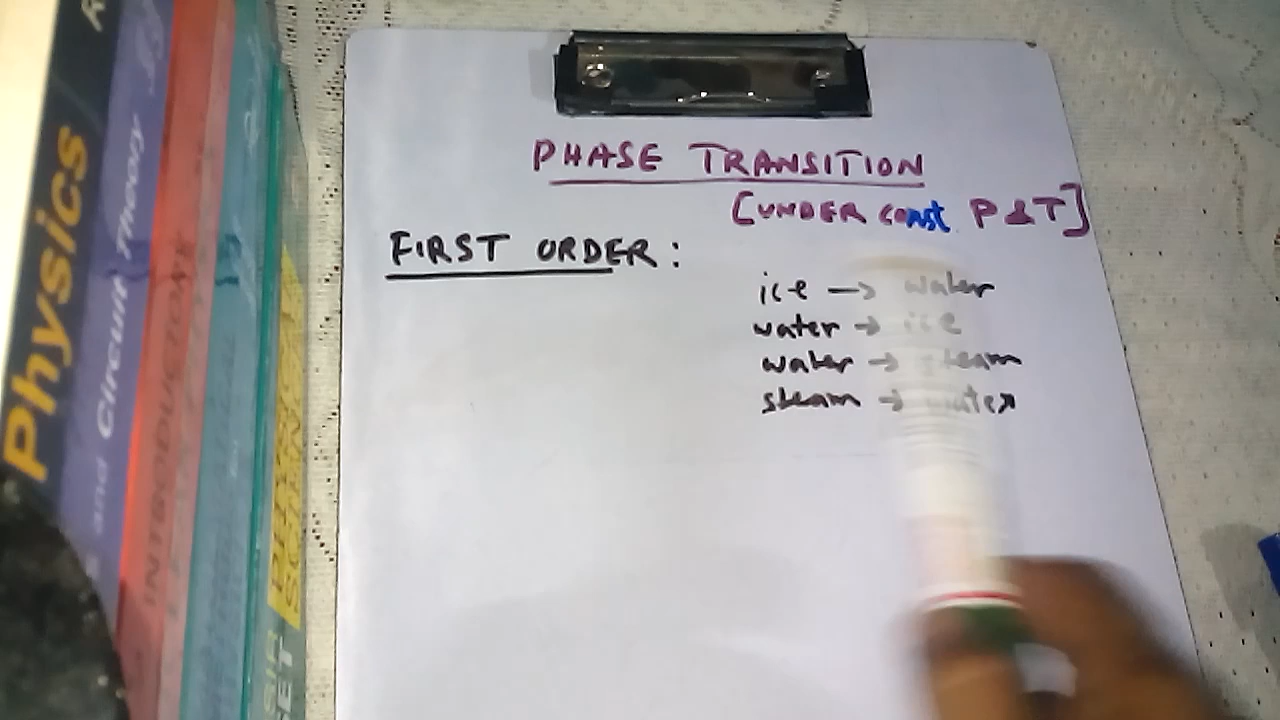 PHASE TRANSITION
[UNDER const P & T]
FIRST ORDER:
ice → water
water → ice
water → steam
steam → water
Physics
and Circuit Theory